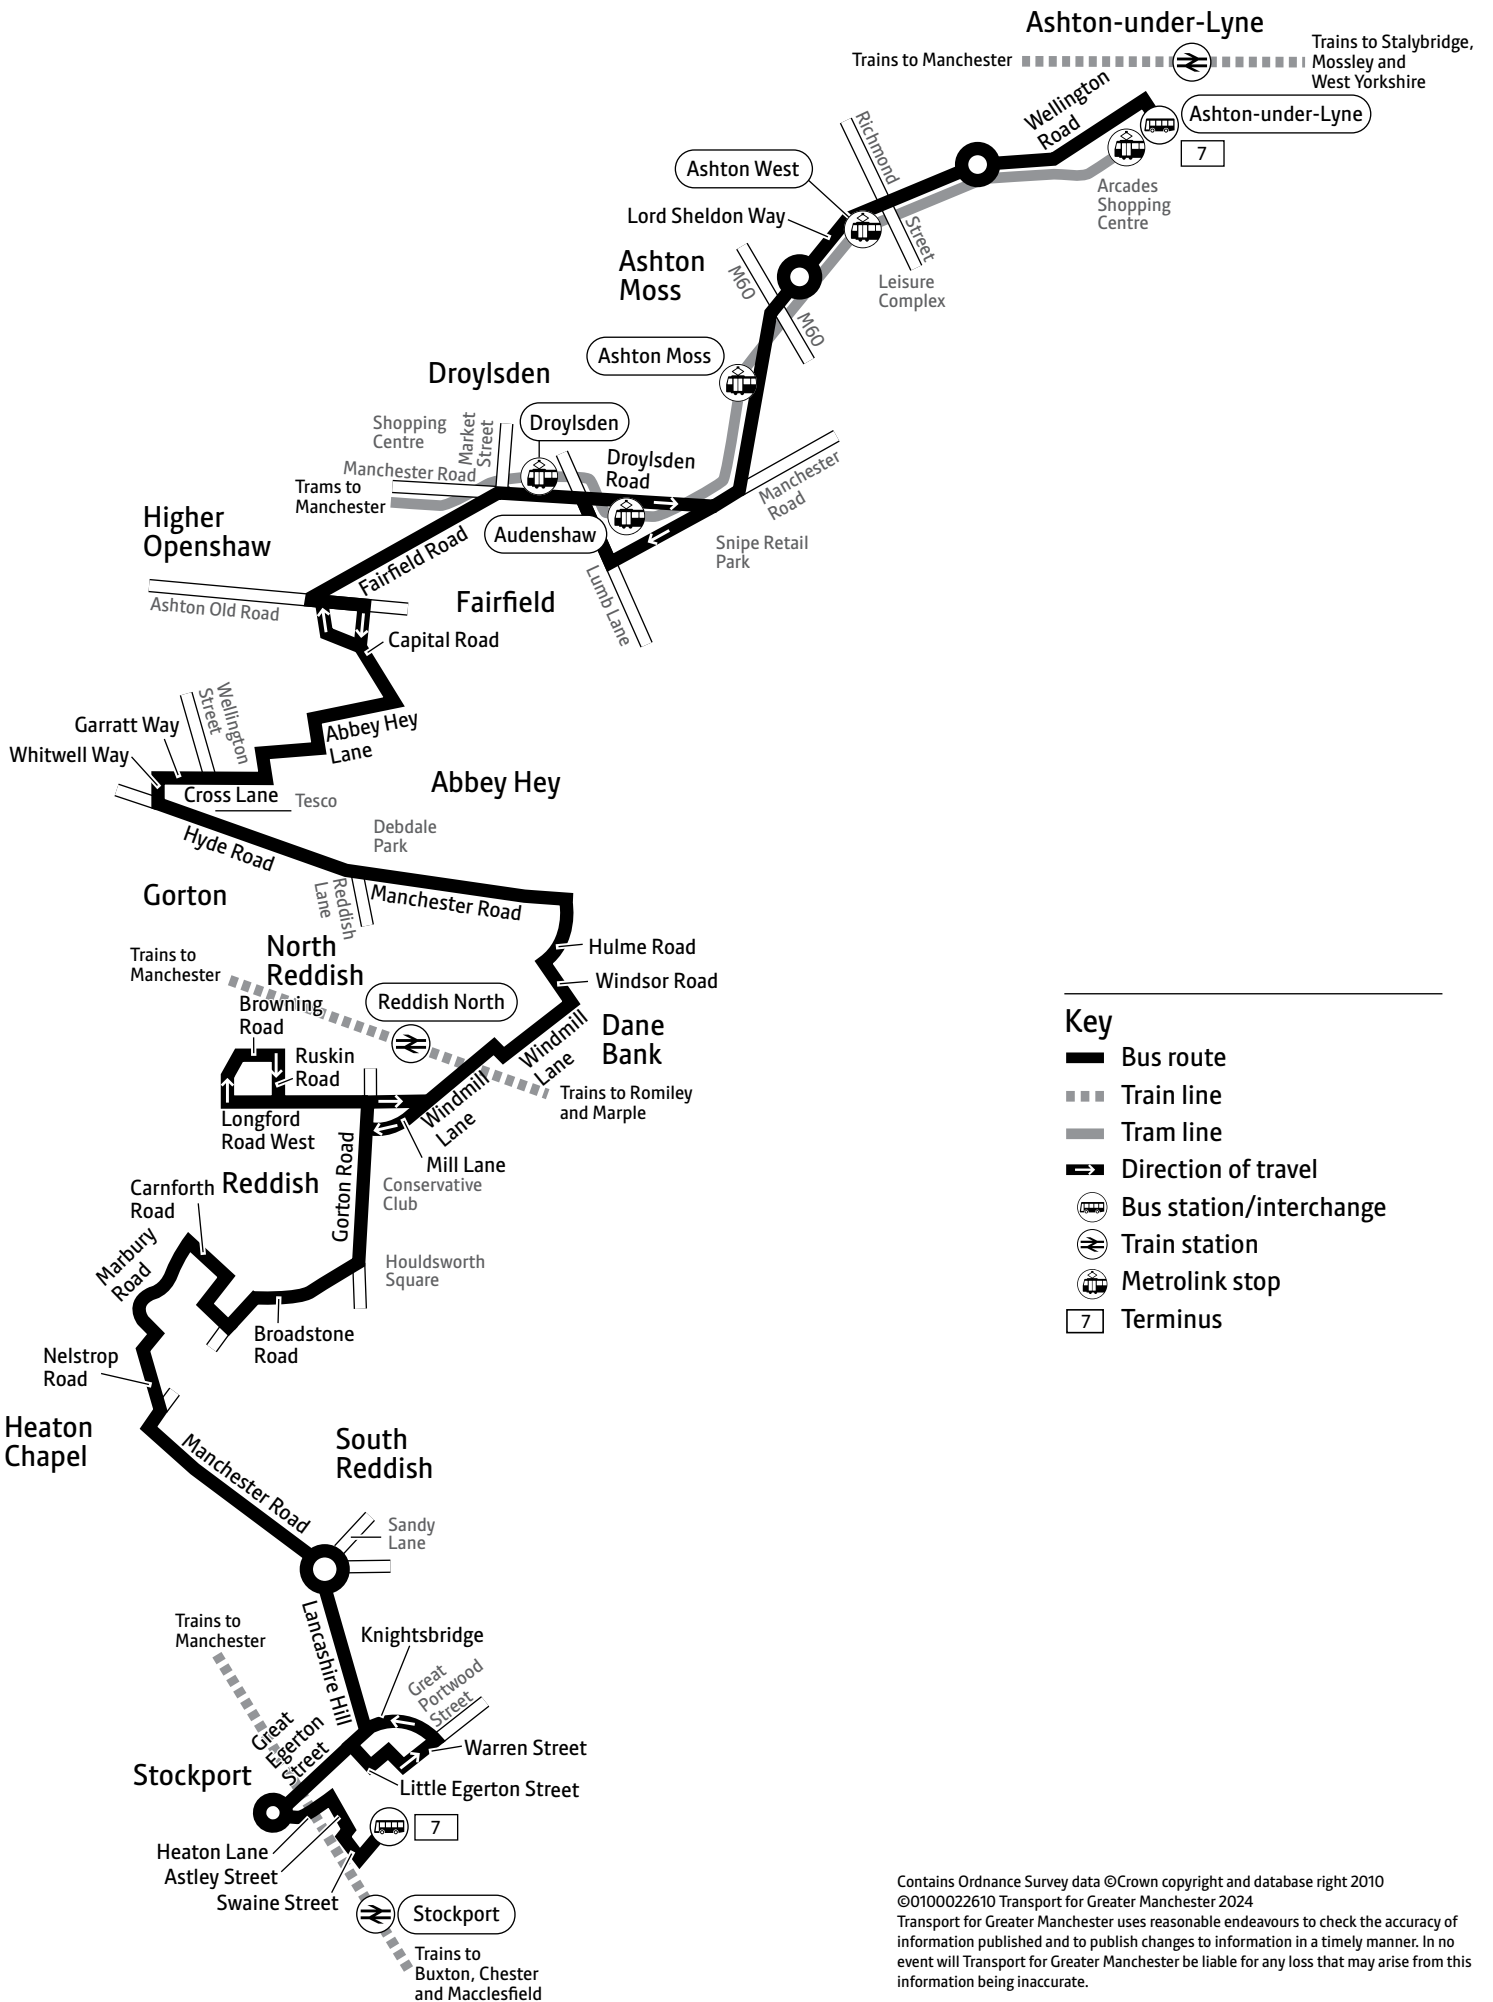 Ashton-under-Lyne
Trains to Manchester
Trains to Stalybridge,
Mossley and
West Yorkshire
Wellington
Road
Ashton-under-Lyne
7
Arcades
Shopping
Centre
Richmond
Street
Ashton West
Lord Sheldon Way
Leisure
Complex
Ashton
Moss
M60
M60
Ashton Moss
Droylsden
Shopping
Centre
Market
Street
Droylsden
Manchester Road
Droylsden
Road
Trams to
Manchester
Manchester
Road
Higher
Openshaw
Audenshaw
Fairfield Road
Snipe Retail
Park
Lumb Lane
Ashton Old Road
Fairfield
Capital Road
Wellington
Street
Garratt Way
Whitwell Way
Abbey Hey
Lane
Cross Lane
Tesco
Abbey Hey
Hyde Road
Debdale
Park
Gorton
Reddish
Lane
Manchester Road
North
Reddish
Hulme Road
Trains to
Manchester
Windsor Road
Browning
Road
Reddish North
Dane
Bank
Windmill
Lane
Ruskin
Road
Trains to Romiley
and Marple
Longford
Road West
Windmill
Lane
Gorton Road
Mill Lane
Reddish
Conservative
Club
Carnforth
Road
Marbury
Road
Houldsworth
Square
Broadstone
Road
Nelstrop
Road
Heaton
Chapel
South
Reddish
Manchester Road
Sandy
Lane
Trains to
Manchester
Lancashire Hill
Knightsbridge
Great
Portwood
Street
Great
Egerton
Street
Warren Street
Stockport
Little Egerton Street
7
Heaton Lane
Astley Street
Swaine Street
Stockport
Trains to
Buxton, Chester
and Macclesfield
Key
Bus route
Train line
Tram line
Direction of travel
Bus station/interchange
Train station
Metrolink stop
7 Terminus
Contains Ordnance Survey data ©Crown copyright and database right 2010
©0100022610 Transport for Greater Manchester 2024
Transport for Greater Manchester uses reasonable endeavours to check the accuracy of
information published and to publish changes to information in a timely manner. In no
event will Transport for Greater Manchester be liable for any loss that may arise from this
information being inaccurate.